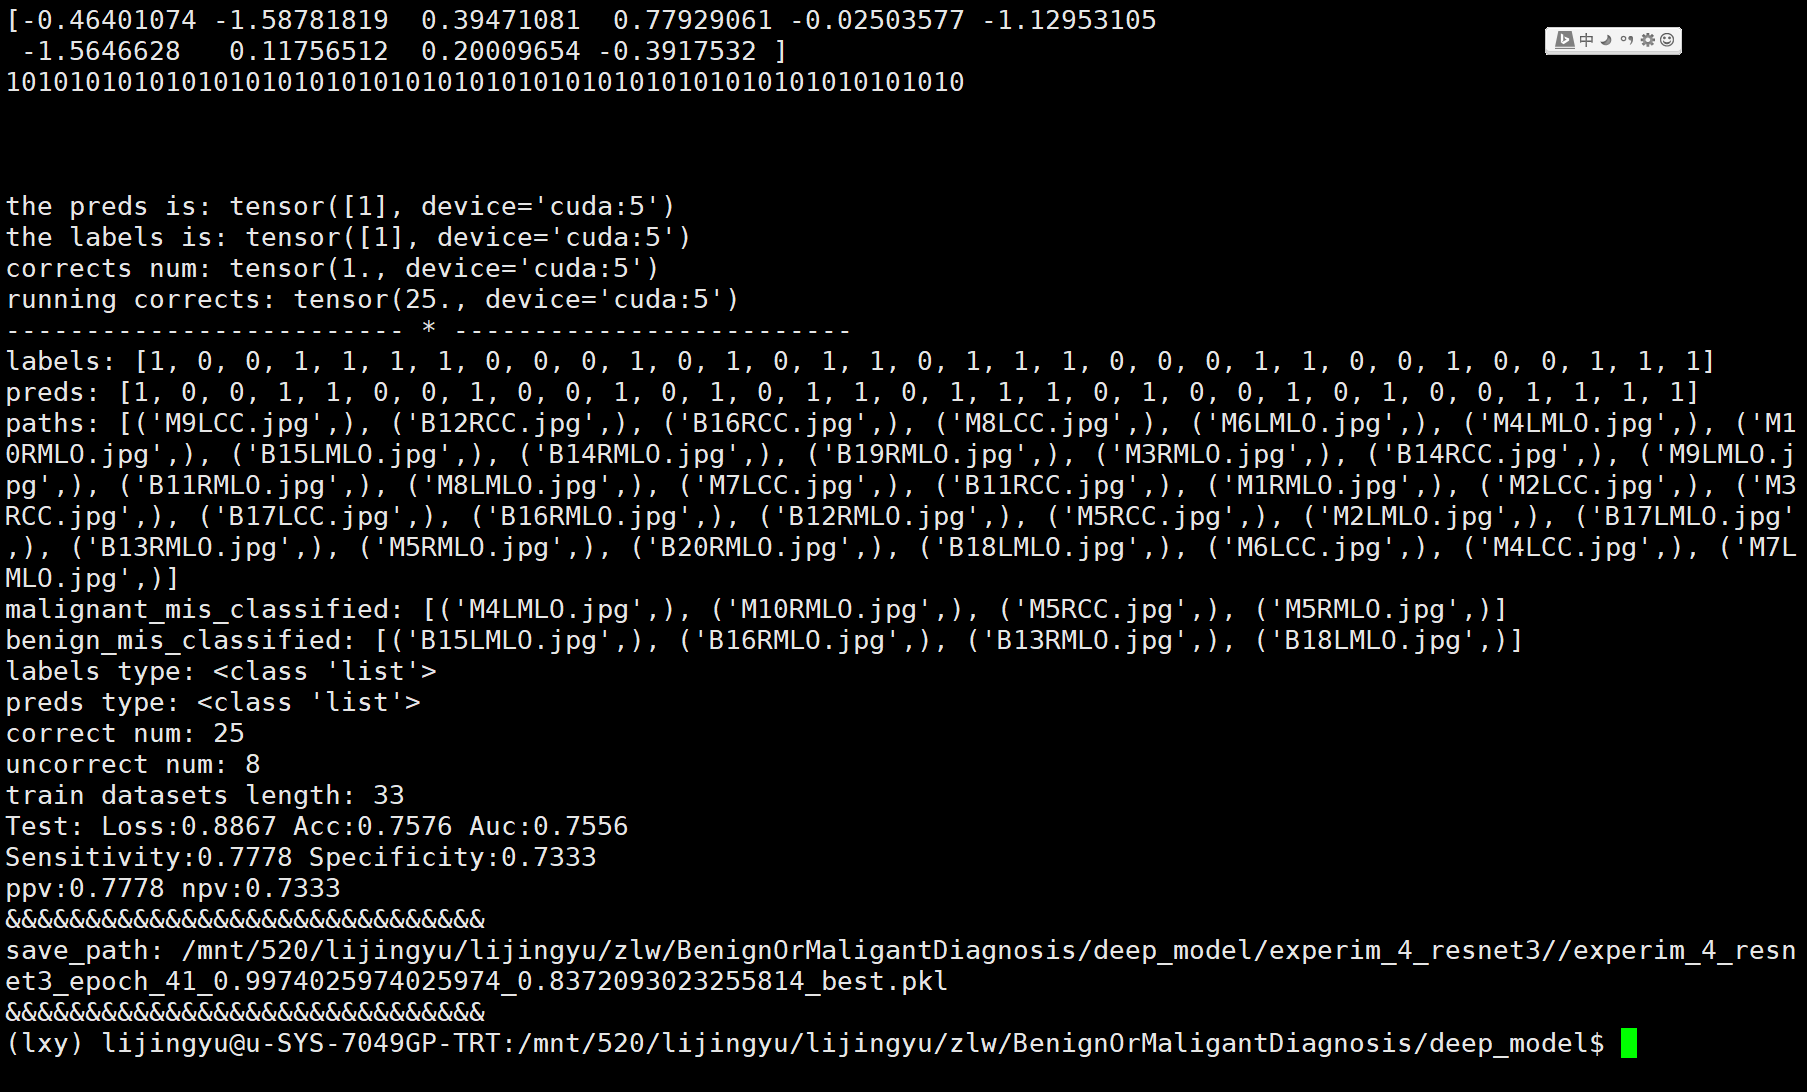 [-0.46401074 -1.58781819  0.39471081  0.77929061 -0.02503577 -1.12953105
 -1.5646628   0.11756512  0.20009654 -0.3917532 ]
中
101010101010101010101010101010101010101010101010101010101010
the preds is: tensor([1], device='cuda:5')
the labels is: tensor([1], device='cuda:5')
corrects num: tensor(1., device='cuda:5')
running corrects: tensor(25., device='cuda:5')
------------------------- * -------------------------
labels: [1, 0, 0, 1, 1, 1, 1, 0, 0, 0, 1, 0, 1, 0, 1, 1, 0, 1, 1, 1, 0, 0, 0, 1, 1, 0, 0, 1, 0, 0, 1, 1, 1]
preds: [1, 0, 0, 1, 1, 0, 0, 1, 0, 0, 1, 0, 1, 0, 1, 1, 0, 1, 1, 1, 0, 1, 0, 0, 1, 0, 1, 0, 0, 1, 1, 1, 1]
paths: [('M9LCC.jpg',), ('B12RCC.jpg',), ('B16RCC.jpg',), ('M8LCC.jpg',), ('M6LMLO.jpg',), ('M4LMLO.jpg',), ('M1
0RMLO.jpg',), ('B15LMLO.jpg',), ('B14RMLO.jpg',), ('B19RMLO.jpg',), ('M3RMLO.jpg',), ('B14RCC.jpg',), ('M9LMLO.j
pg',), ('B11RMLO.jpg',), ('M8LMLO.jpg',), ('M7LCC.jpg',), ('B11RCC.jpg',), ('M1RMLO.jpg',), ('M2LCC.jpg',), ('M3
RCC.jpg',), ('B17LCC.jpg',), ('B16RMLO.jpg',), ('B12RMLO.jpg',), ('M5RCC.jpg',), ('M2LMLO.jpg',), ('B17LMLO.jpg'
,), ('B13RMLO.jpg',), ('M5RMLO.jpg',), ('B20RMLO.jpg',), ('B18LMLO.jpg',), ('M6LCC.jpg',), ('M4LCC.jpg',), ('M7L
MLO.jpg',)]
malignant_mis_classified: [('M4LMLO.jpg',), ('M10RMLO.jpg',), ('M5RCC.jpg',), ('M5RMLO.jpg',)]
benign_mis_classified: [('B15LMLO.jpg',), ('B16RMLO.jpg',), ('B13RMLO.jpg',), ('B18LMLO.jpg',)]
labels type: <class 'list'>
preds type: <class 'list'>
correct num: 25
uncorrect num: 8
train datasets length: 33
Test: Loss:0.8867 Acc:0.7576 Auc:0.7556
Sensitivity:0.7778 Specificity:0.7333
ppv:0.7778 npv:0.7333
&&&&&&&&&&&&&&&&&&&&&&&&&&&&&&
save_path: /mnt/520/lijingyu/lijingyu/zlw/BenignOrMaligantDiagnosis/deep_model/experim_4_resnet3//experim_4_resn
et3_epoch_41_0.9974025974025974_0.8372093023255814_best.pkl
&&&&&&&&&&&&&&&&&&&&&&&&&&&&&&
(lxy) lijingyu@u-SYS-7049GP-TRT:/mnt/520/lijingyu/lijingyu/zlw/BenignOrMaligantDiagnosis/deep_model$